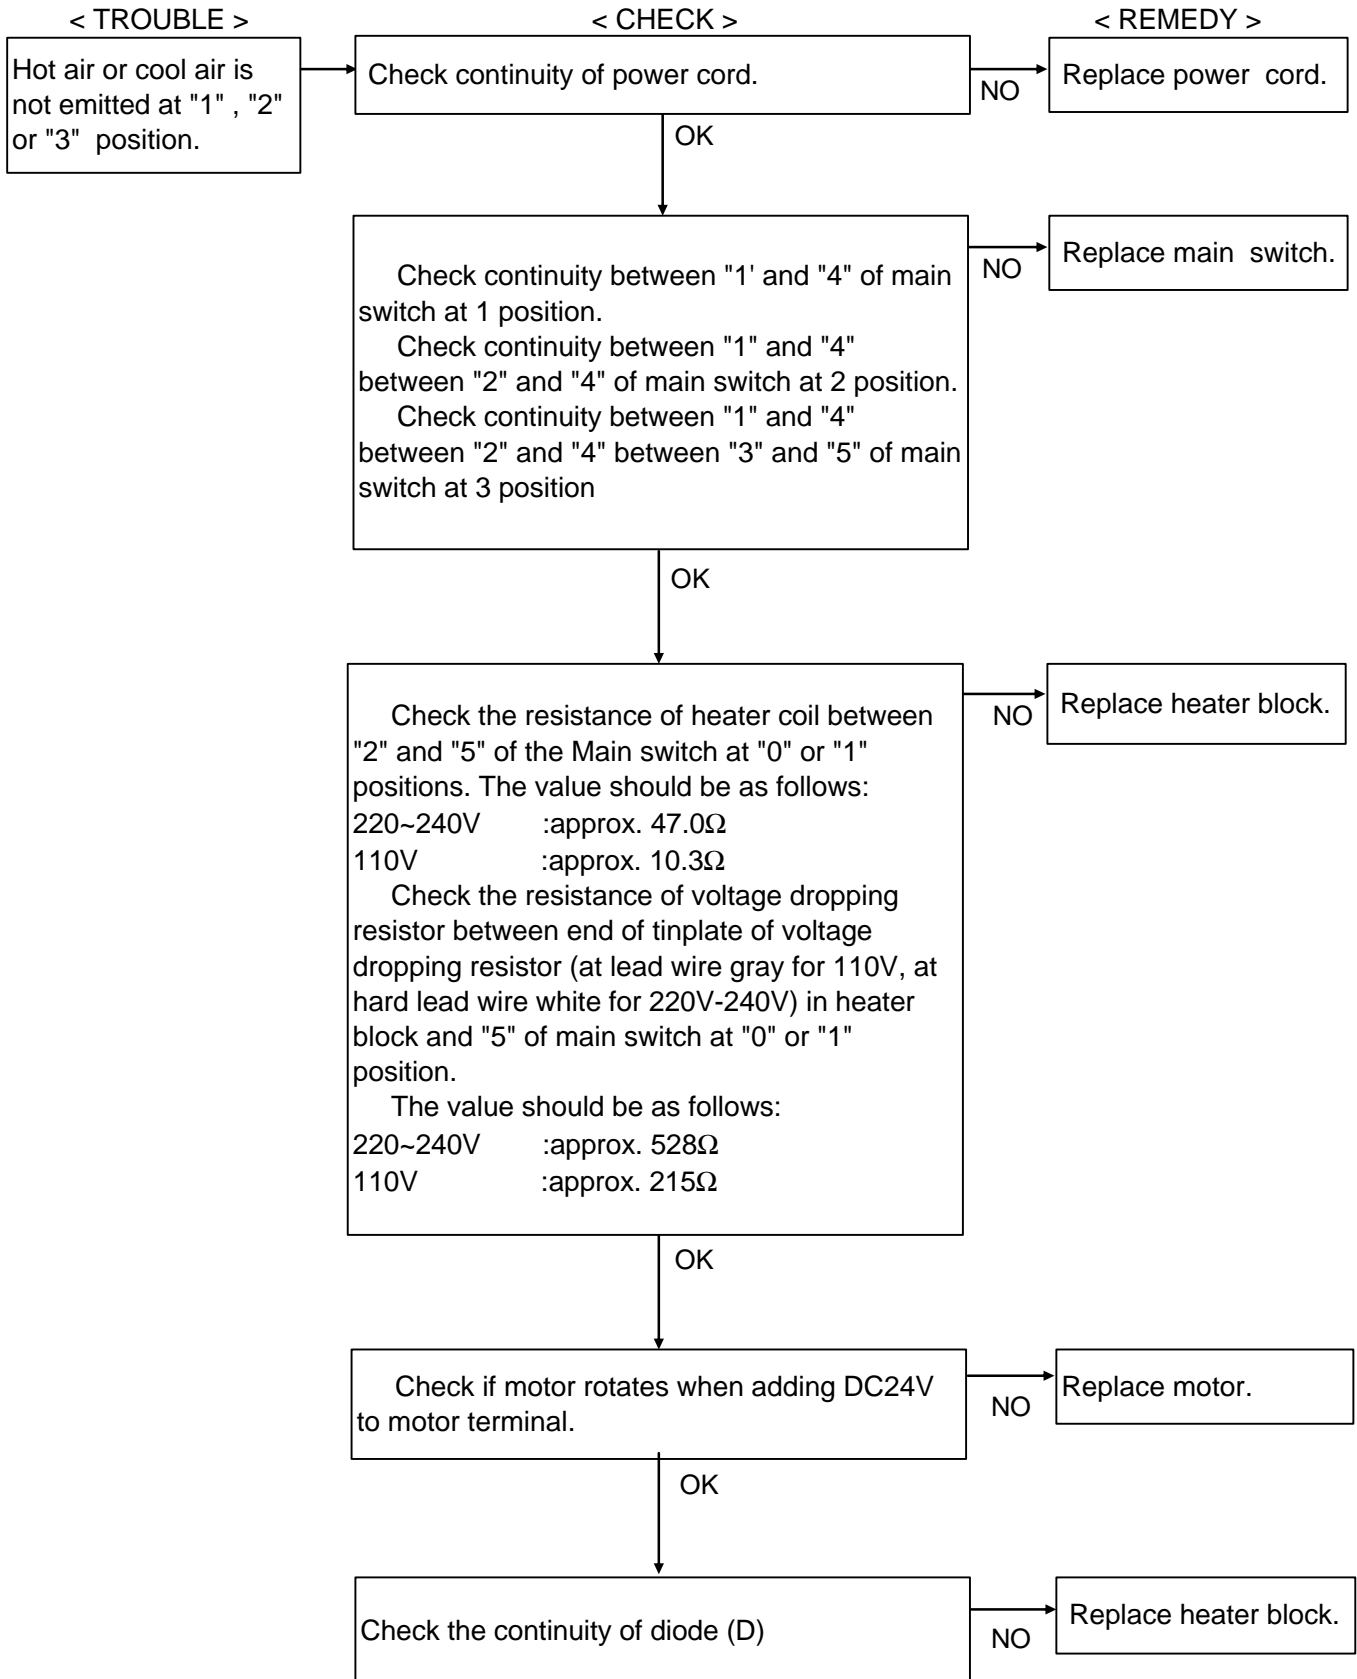 < TROUBLE >
< CHECK >
< REMEDY >
Hot air or cool air is
not emitted at "1" , "2"
or "3" position.
Check continuity of power cord.
NO
Replace power cord.
OK
Check continuity between "1' and "4" of main
switch at 1 position.
Check continuity between "1" and "4"
between "2" and "4" of main switch at 2 position.
Check continuity between "1" and "4"
between "2" and "4" between "3" and "5" of main
switch at 3 position
NO
Replace main switch.
OK
Check the resistance of heater coil between
"2" and "5" of the Main switch at "0" or "1"
positions. The value should be as follows:
220~240V :approx. 47.0Ω
110V :approx. 10.3Ω
Check the resistance of voltage dropping
resistor between end of tinplate of voltage
dropping resistor (at lead wire gray for 110V, at
hard lead wire white for 220V-240V) in heater
block and "5" of main switch at "0" or "1"
position.
The value should be as follows:
220~240V :approx. 528Ω
110V :approx. 215Ω
NO
Replace heater block.
OK
Check if motor rotates when adding DC24V
to motor terminal.
NO
Replace motor.
OK
Check the continuity of diode (D)
NO
Replace heater block.